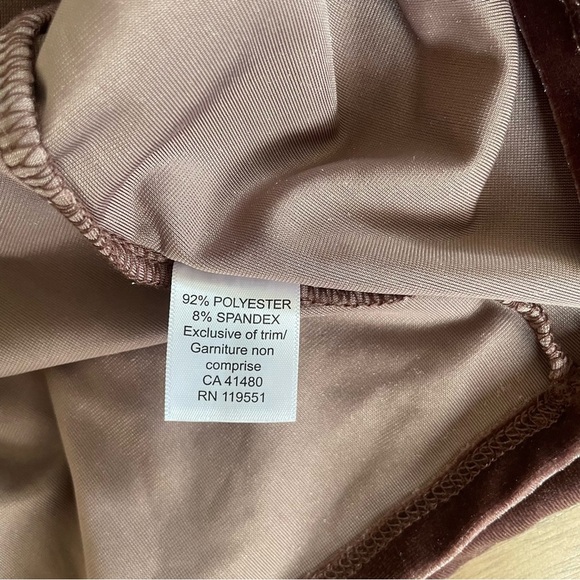 92% POLYESTER
8% SPANDEX
Exclusive of trim/
Garniture non
comprise
CA 41480
RN 119551